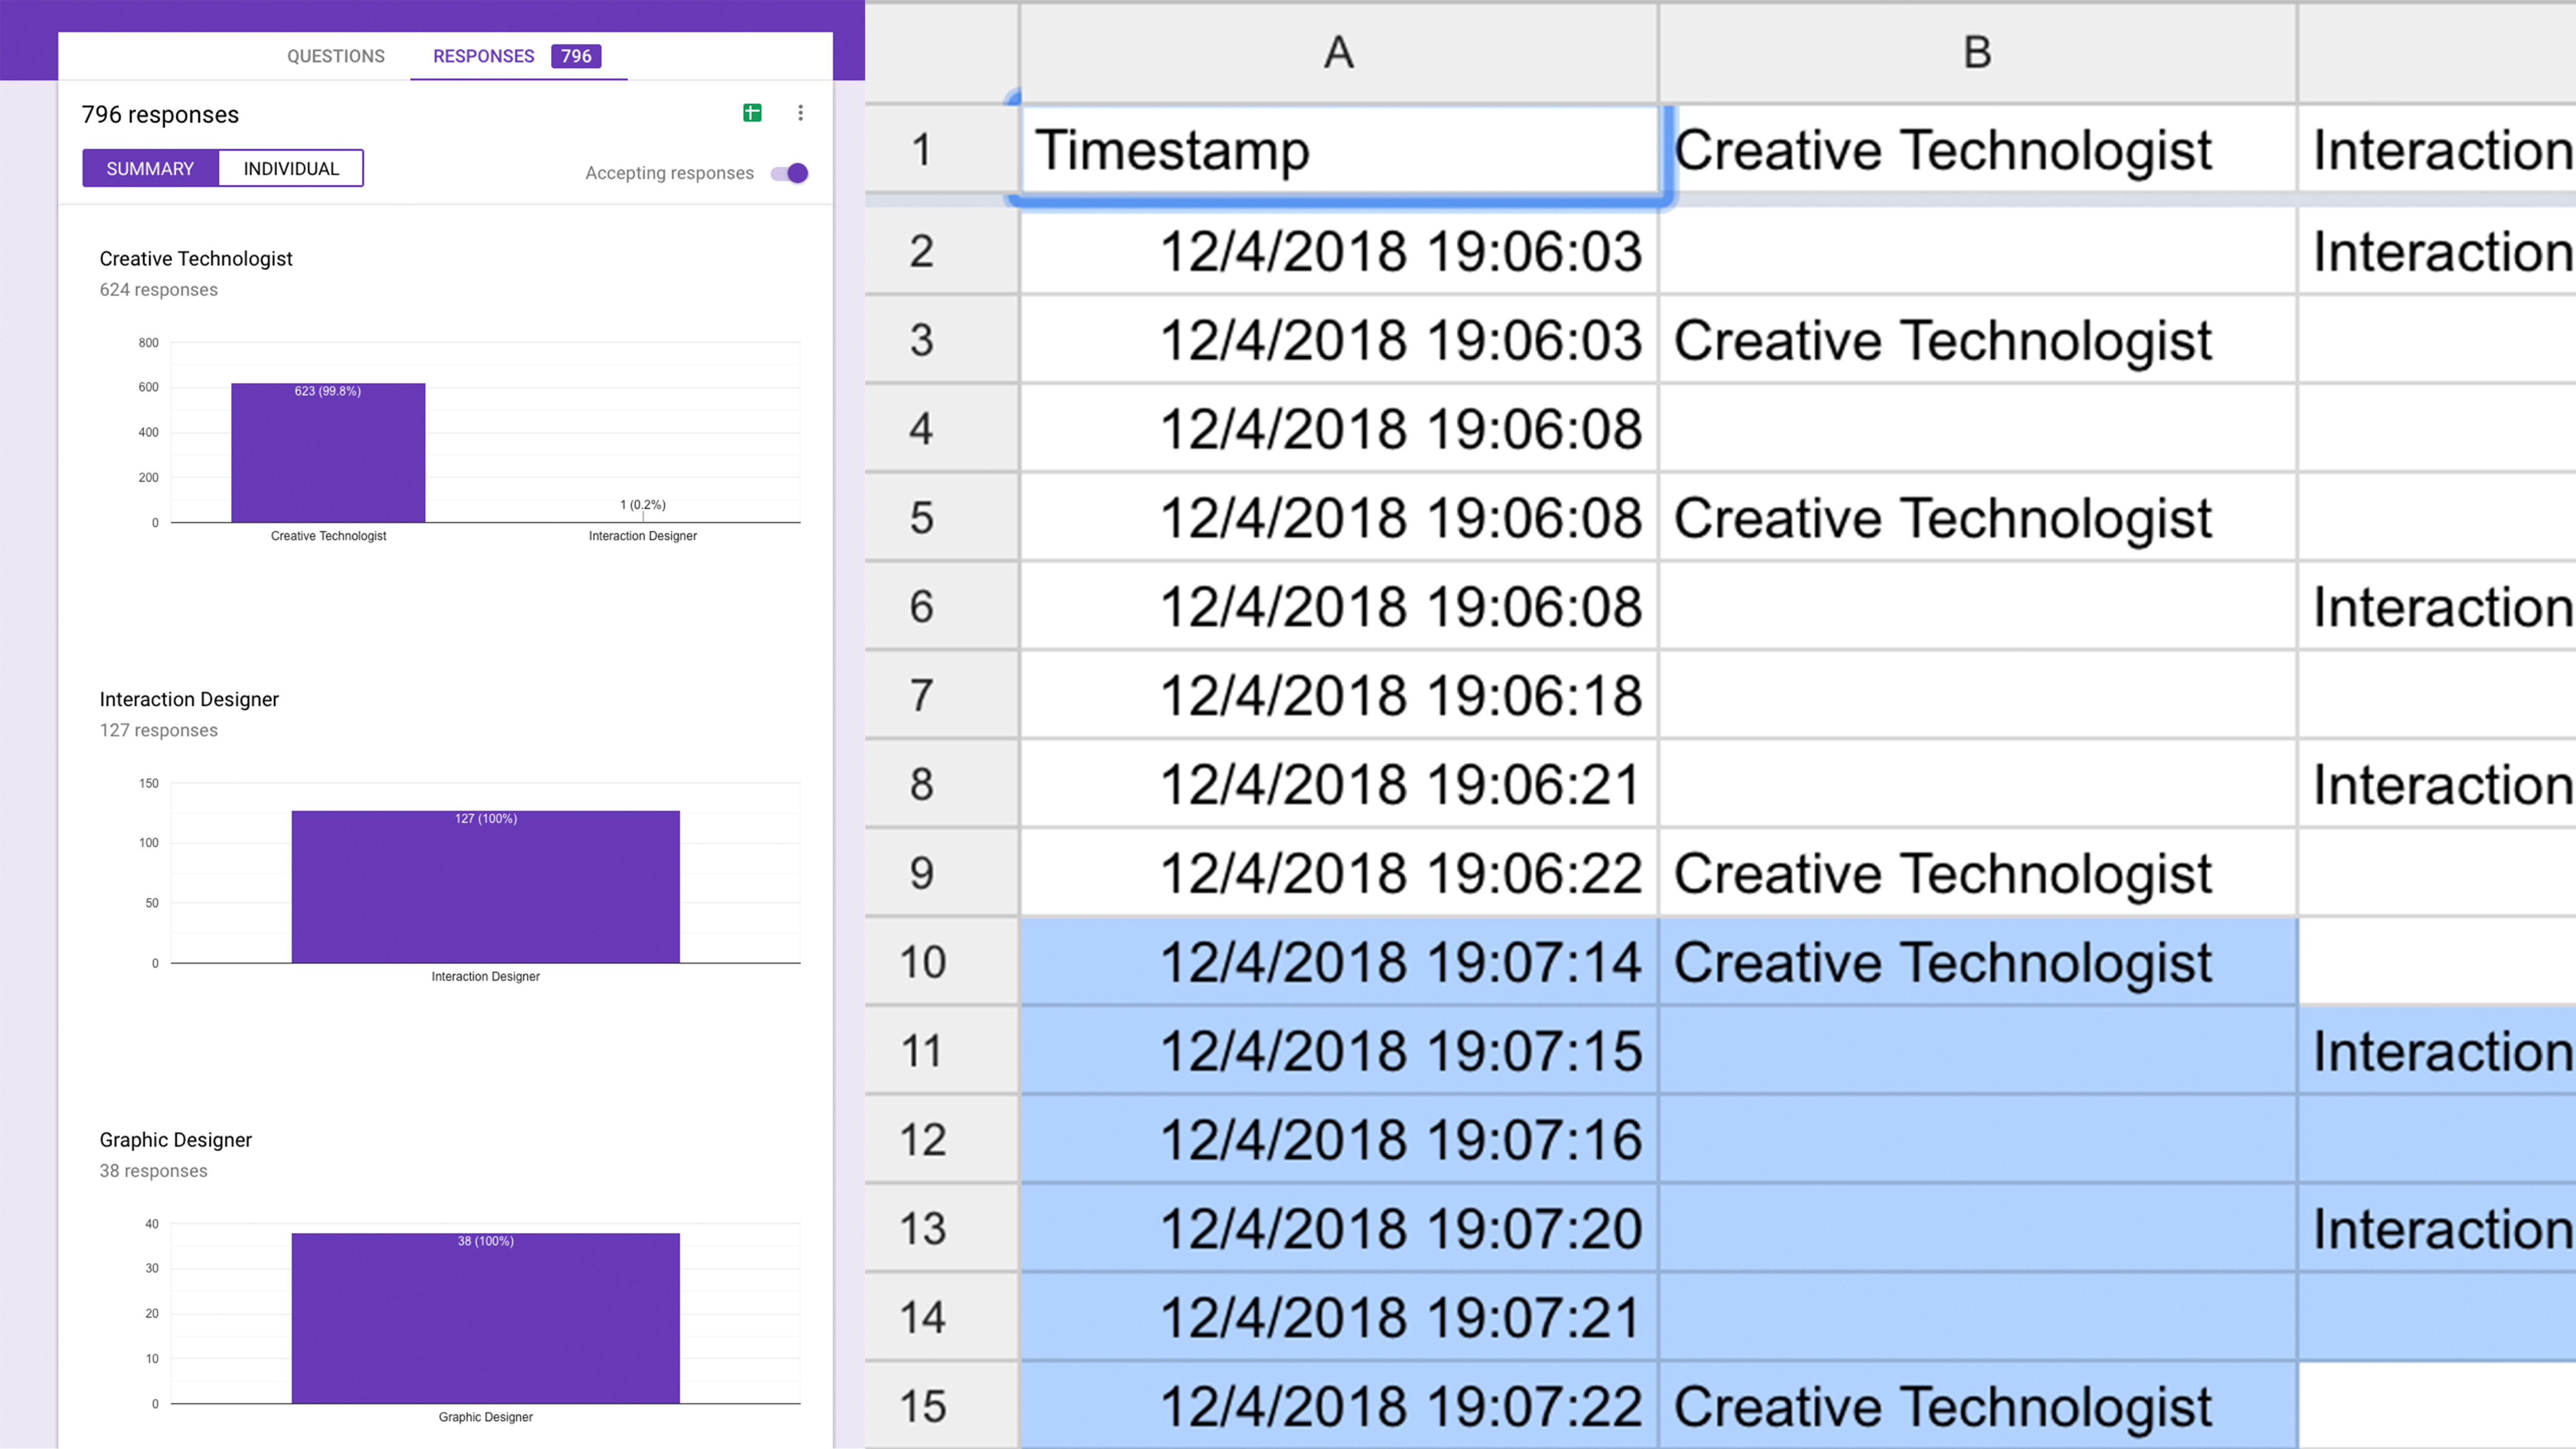 QUESTIONS RESPONSES 796
796 responses
SUMMARY INDIVIDUAL Accepting responses
Creative Technologist
624 responses
800
600
400
200
0
623 (99.8%)
1 (0.2%)
Creative Technologist Interaction Designer
Interaction Designer
127 responses
150
100
50
0
127 (100%)
Interaction Designer
Graphic Designer
38 responses
40
30
20
10
0
38 (100%)
Graphic Designer
A B
1 Timestamp Creative Technologist Interaction
2 12/4/2018 19:06:03 Interaction
3 12/4/2018 19:06:03 Creative Technologist
4 12/4/2018 19:06:08
5 12/4/2018 19:06:08 Creative Technologist
6 12/4/2018 19:06:08 Interaction
7 12/4/2018 19:06:18
8 12/4/2018 19:06:21 Interaction
9 12/4/2018 19:06:22 Creative Technologist
10 12/4/2018 19:07:14 Creative Technologist
11 12/4/2018 19:07:15 Interaction
12 12/4/2018 19:07:16
13 12/4/2018 19:07:20 Interaction
14 12/4/2018 19:07:21
15 12/4/2018 19:07:22 Creative Technologist